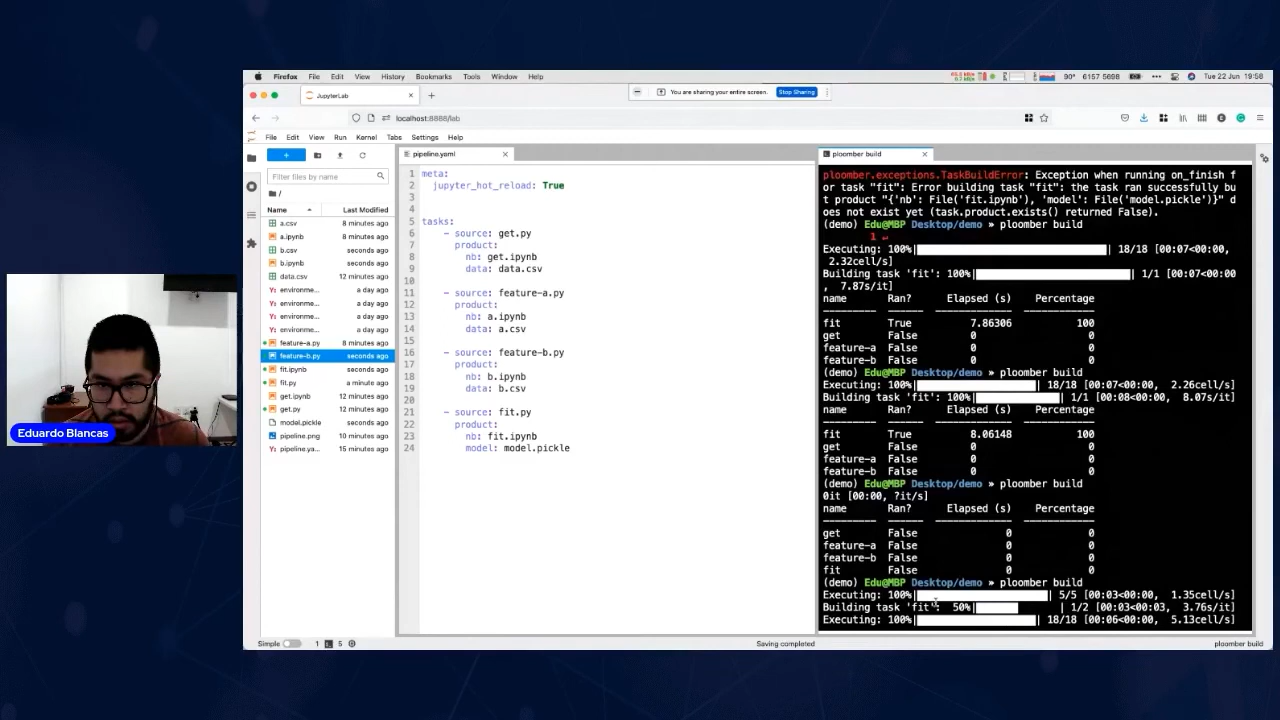 Firefox File Edit View History Bookmarks Tools Window Help
90° 6157 5698 Tue 22 Jun 19:58
JupyterLab
You are sharing your entire screen. Stop Sharing
localhost:8888/lab
File Edit View Run Kernel Tabs Settings Help
Filter files by name
/
Name Last Modified
a.csv 8 minutes ago
a.ipynb 8 minutes ago
b.csv seconds ago
b.ipynb seconds ago
data.csv 12 minutes ago
environme... a day ago
environme... a day ago
environme... a day ago
environme... a day ago
feature-a.py 8 minutes ago
feature-b.py seconds ago
fit.ipynb seconds ago
fit.py a minute ago
get.ipynb 12 minutes ago
get.py 12 minutes ago
model.pickle seconds ago
pipeline.png 10 minutes ago
pipeline.ya... 15 minutes ago
pipeline.yaml
1 meta:
2 jupyter_hot_reload: True
3
4
5 tasks:
6 - source: get.py
7 product:
8 nb: get.ipynb
9 data: data.csv
10
11 - source: feature-a.py
12 product:
13 nb: a.ipynb
14 data: a.csv
15
16 - source: feature-b.py
17 product:
18 nb: b.ipynb
19 data: b.csv
20
21 - source: fit.py
22 product:
23 nb: fit.ipynb
24 model: model.pickle
ploomber build
ploomber.exceptions.TaskBuildError: Exception when running on_finish f
or task "fit": Error building task "fit": the task ran successfully bu
t product "{'nb': File('fit.ipynb'), 'model': File('model.pickle')}" d
oes not exist yet (task.product.exists() returned False).
(demo) Edu@MBP Desktop/demo » ploomber build
1 ↵
Executing: 100%| | 18/18 [00:07<00:00,
2.32cell/s]
Building task 'fit': 100%| | 1/1 [00:07<00:00
, 7.87s/it]
name Ran? Elapsed (s) Percentage
fit True 7.86306 100
get False 0 0
feature-a False 0 0
feature-b False 0 0
(demo) Edu@MBP Desktop/demo » ploomber build
Executing: 100%| | 18/18 [00:07<00:00, 2.26cell/s]
Building task 'fit': 100%| | 1/1 [00:08<00:00, 8.07s/it]
name Ran? Elapsed (s) Percentage
fit True 8.06148 100
get False 0 0
feature-a False 0 0
feature-b False 0 0
(demo) Edu@MBP Desktop/demo » ploomber build
0it [00:00, ?it/s]
name Ran? Elapsed (s) Percentage
get False 0 0
feature-a False 0 0
feature-b False 0 0
fit False 0 0
(demo) Edu@MBP Desktop/demo » ploomber build
Executing: 100%| | 5/5 [00:03<00:00, 1.35cell/s]
Building task 'fit': 50%| | 1/2 [00:03<00:03, 3.76s/it]
Executing: 100%| | 18/18 [00:06<00:00, 5.13cell/s]
Simple 1 5 Saving completed ploomber build
Eduardo Blancas